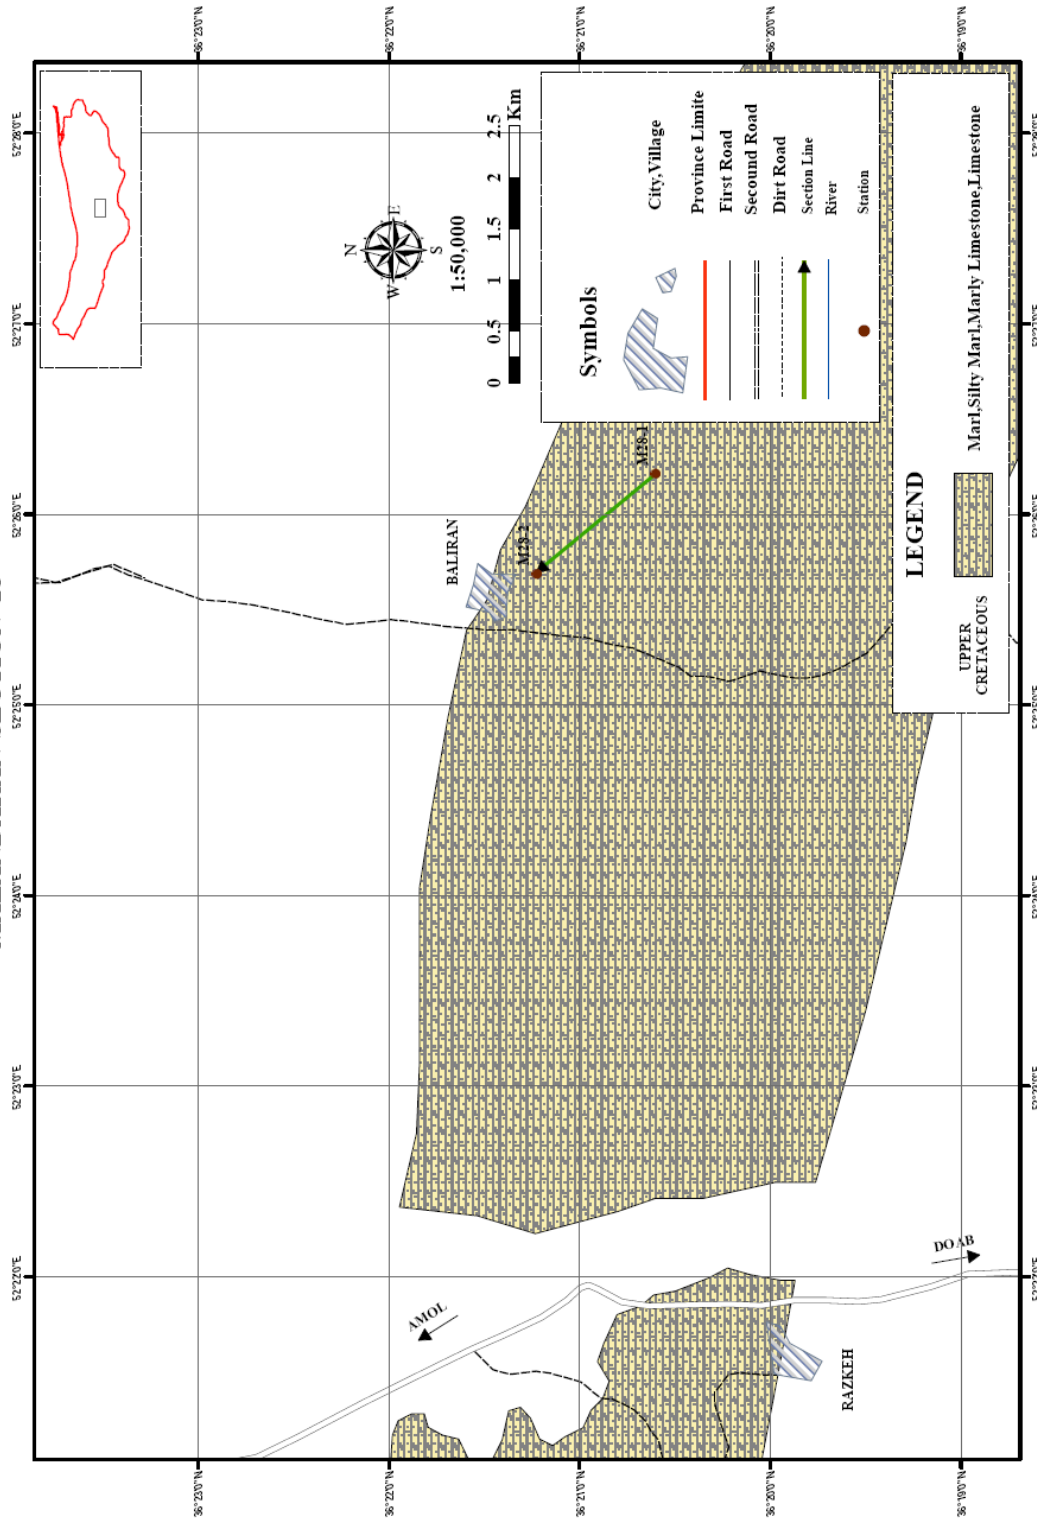 52°22'0"E
52°23'0"E
52°24'0"E
52°25'0"E
52°26'0"E
52°27'0"E
52°28'0"E
36°23'0"N
36°22'0"N
36°21'0"N
36°20'0"N
36°19'0"N
36°23'0"N
36°22'0"N
36°21'0"N
36°20'0"N
36°19'0"N
N
W
E
S
1:50,000
0
0.5
1
1.5
2
2.5
Km
BALIRAN
M28-2
M28-1
AMOL
DOAB
RAZKEH
Symbols
City,Village
Province Limite
First Road
Secound Road
Dirt Road
Section Line
River
Station
LEGEND
UPPER
CRETACEOUS
Marl,Silty Marl,Marly Limestone,Limestone